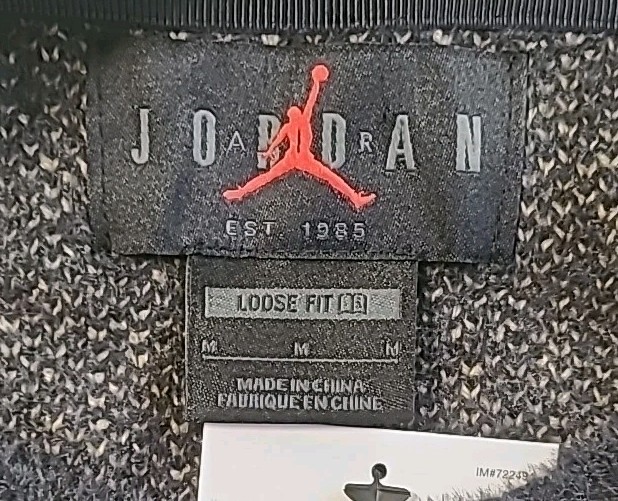 JORDAN
AIR
EST. 1985
LOOSE FIT
M M M
MADE IN CHINA
FABRIQUE EN CHINE